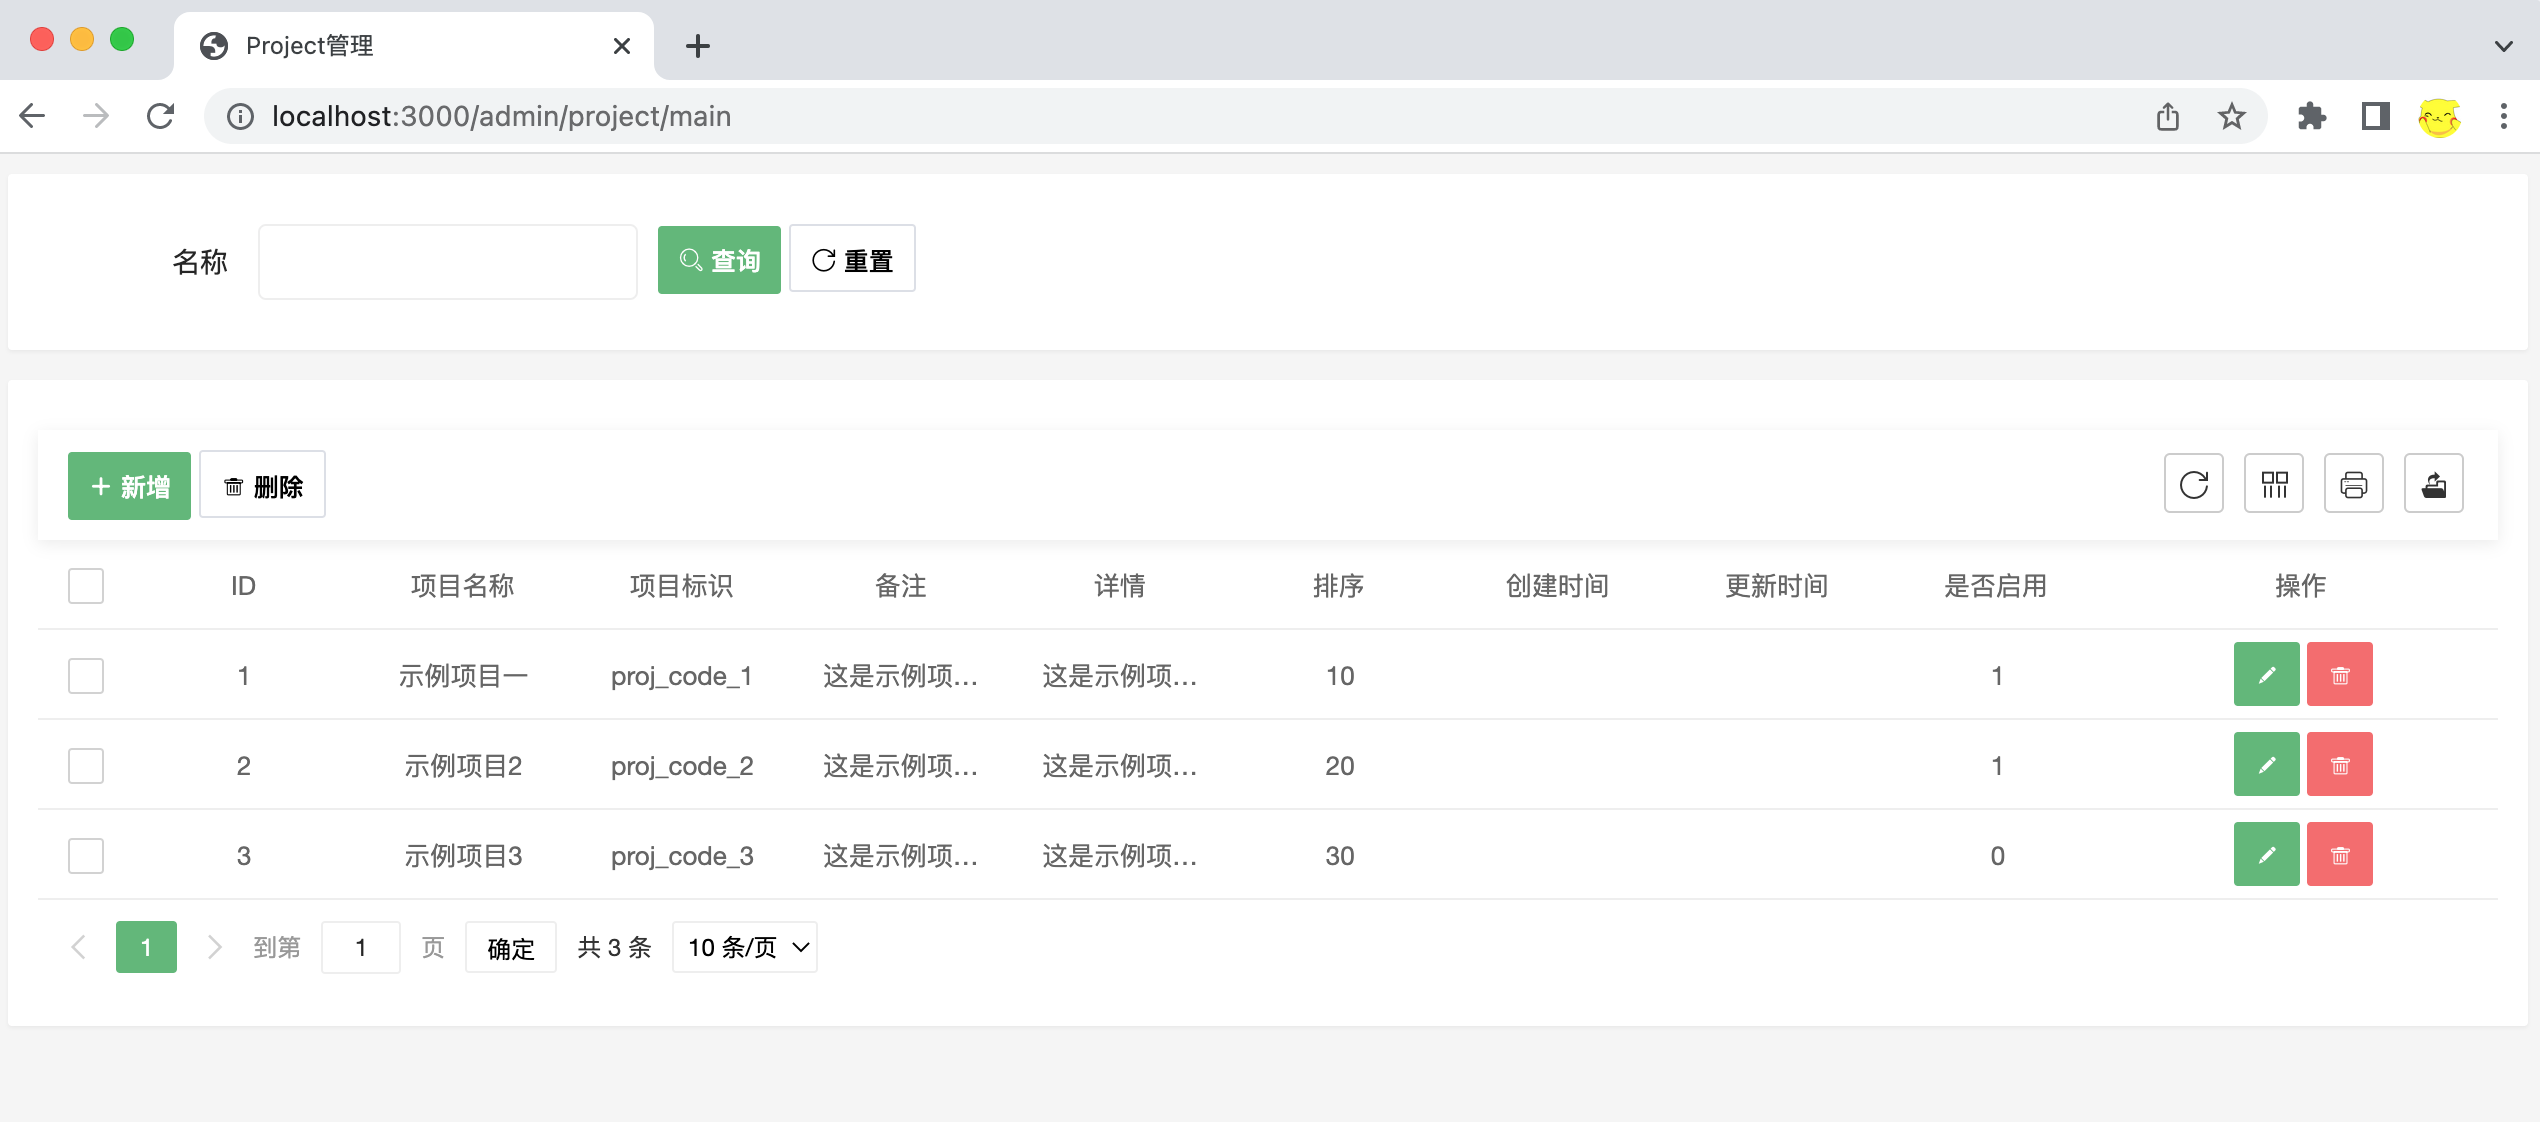 Project管理
localhost:3000/admin/project/main
名称 查询 重置
新增 删除
ID 项目名称 项目标识 备注 详情 排序 创建时间 更新时间 是否启用 操作
1 示例项目一 proj_code_1 这是示例项... 这是示例项... 10 1
2 示例项目2 proj_code_2 这是示例项... 这是示例项... 20 1
3 示例项目3 proj_code_3 这是示例项... 这是示例项... 30 0
1 到第 1 页 确定 共 3 条 10 条/页